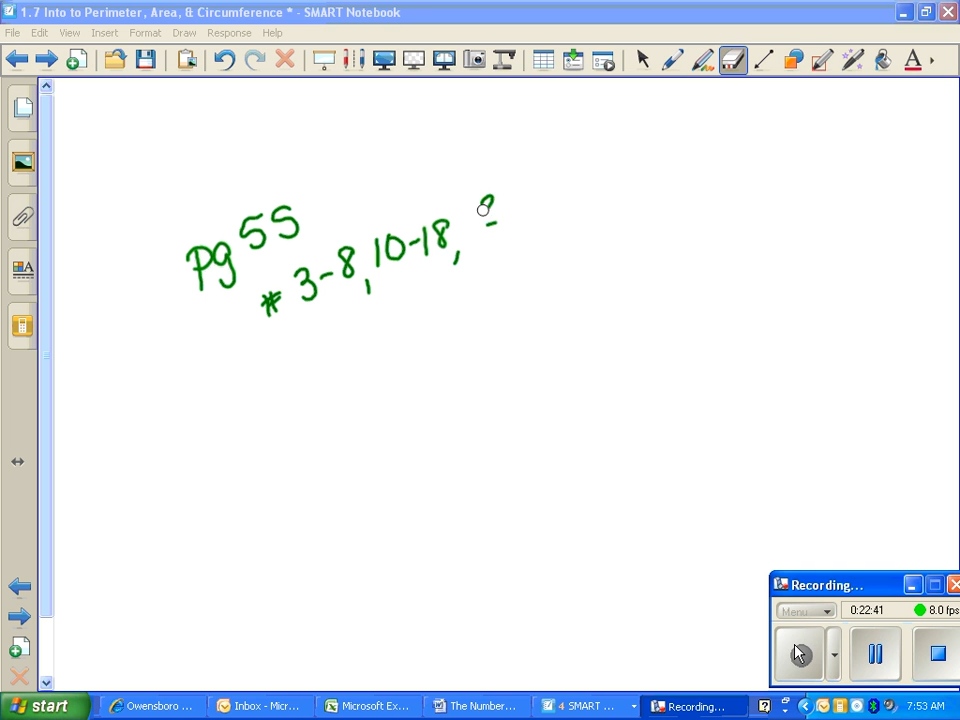 1.7 Into to Perimeter, Area, & Circumference * - SMART Notebook
File Edit View Insert Format Draw Response Help
Pg 55
# 3-8, 10-18,
Recording...
Menu 0:22:41 8.0 fps
start Owensboro ... Inbox - Micr... Microsoft Ex... The Number... 4 SMART ... Recording... 7:53 AM